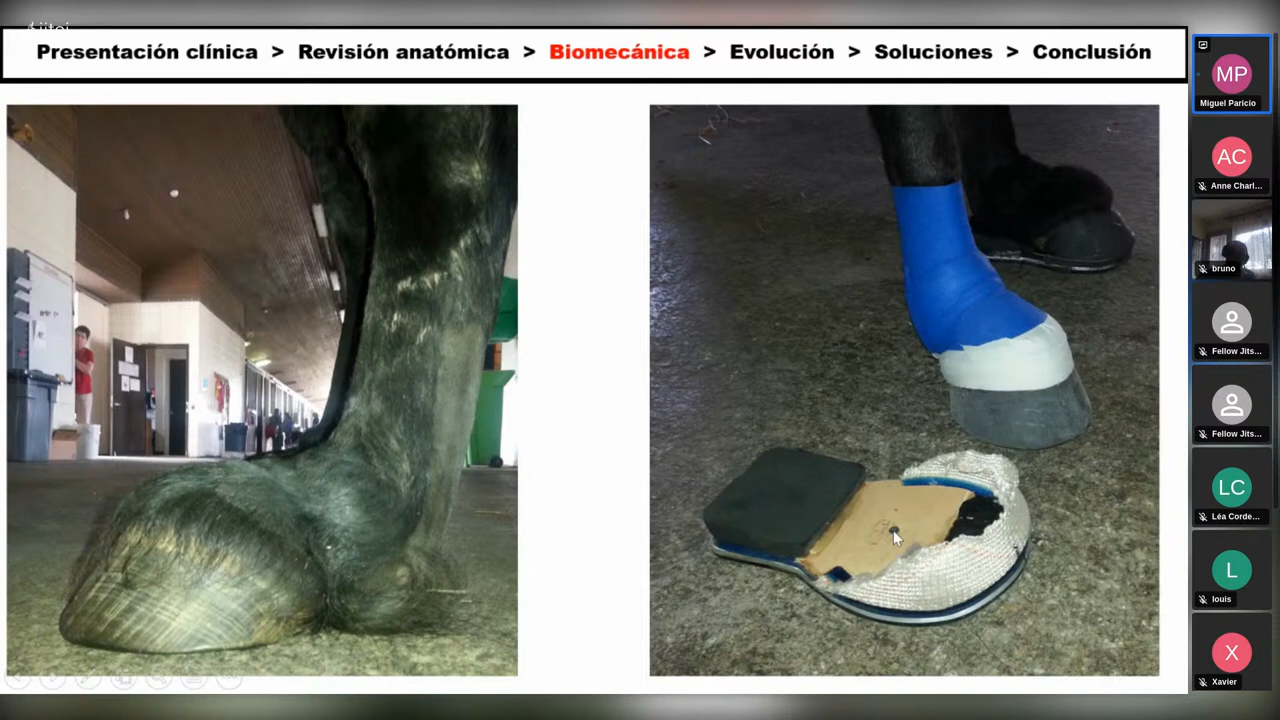 Presentación clínica > Revisión anatómica > Biomecánica > Evolución > Soluciones > Conclusión
MP
Miguel Paricio
AC
Anne Charl...
bruno
Fellow Jits...
Fellow Jits...
LC
Léa Corde...
L
louis
X
Xavier